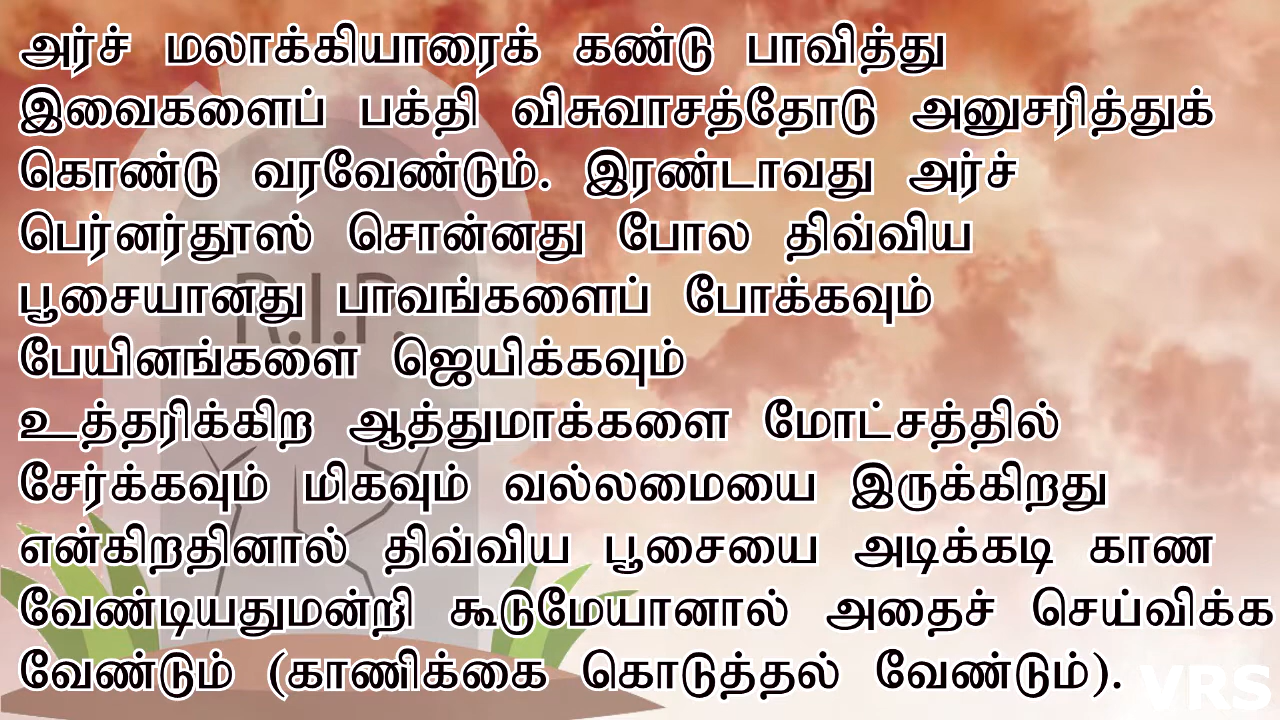 அர்ச் மலாக்கியாரைக் கண்டு பாவித்து
இவைகளைப் பக்தி விசுவாசத்தோடு அனுசரித்துக்
கொண்டு வரவேண்டும். இரண்டாவது அர்ச்
பெர்னர்தூஸ் சொன்னது போல திவ்விய
பூசையானது பாவங்களைப் போக்கவும்
பேயினங்களை ஜெயிக்கவும்
உத்தரிக்கிற ஆத்துமாக்களை மோட்சத்தில்
சேர்க்கவும் மிகவும் வல்லமையை இருக்கிறது
என்கிறதினால் திவ்விய பூசையை அடிக்கடி காண
வேண்டியதுமன்றி கூடுமேயானால் அதைச் செய்விக்க
வேண்டும் (காணிக்கை கொடுத்தல் வேண்டும்).
R.I.P.
VRS